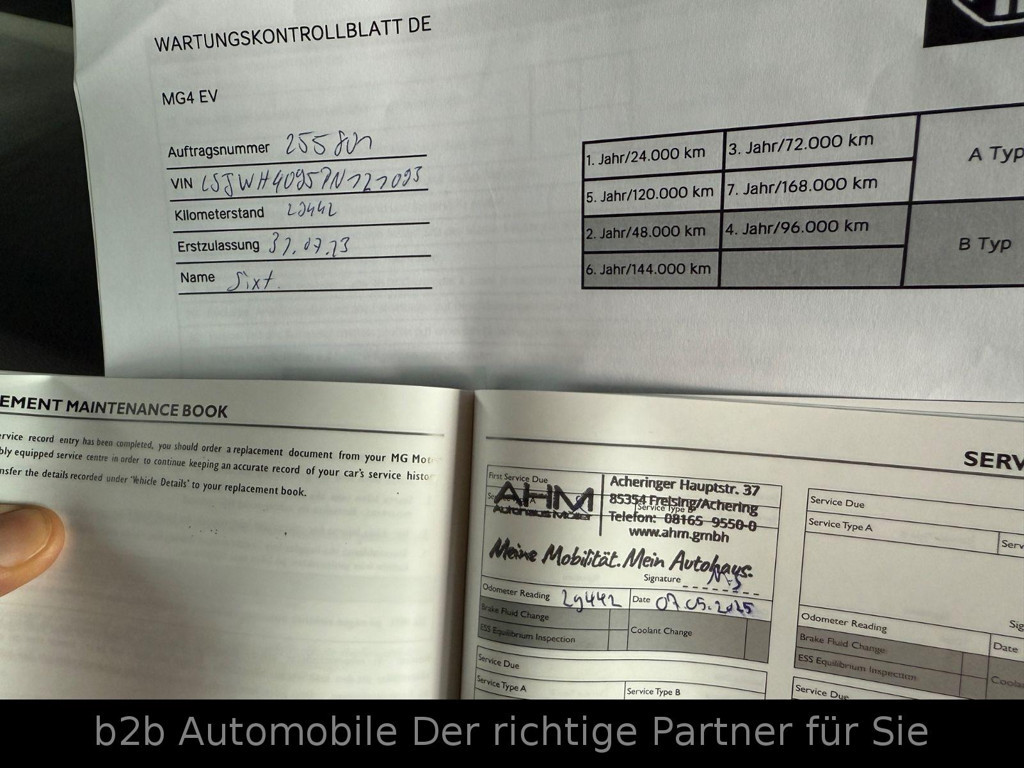 WARTUNGSKONTROLLBLATT DE
MG4 EV
Auftragsnummer
VIN
Kilometerstand 29442
Erstzulassung 31.07.23
Name Sixt
1. Jahr/24.000 km
3. Jahr/72.000 km
A Typ
5. Jahr/120.000 km
7. Jahr/168.000 km
2. Jahr/48.000 km
4. Jahr/96.000 km
B Typ
6. Jahr/144.000 km
EMENT MAINTENANCE BOOK
ervice record entry has been completed, you should order a replacement document from your MG Mot
bly equipped service centre in order to continue keeping an accurate record of your car's service histo
nsfer the details recorded under 'Vehicle Details' to your replacement book.
SERV
First Service Due
AHM
Autohaus Moser
Acheringer Hauptstr. 37
85354 Freising/Achering
Service Type B
Telefon: 08165 9550-0
www.ahm.gmbh
Meine Mobilität. Mein Autohaus.
Signature
Odometer Reading 29442
Date 07.05.2025
Brake Fluid Change
ESS Equilibrium Inspection
Coolant Change
Service Due
Service Type A
Service Type B
Service Due
Service Type A
Serv
Sig
Odometer Reading
Date
Brake Fluid Change
ESS Equilibrium Inspection
Coolan
Service Due
b2b Automobile Der richtige Partner für Sie